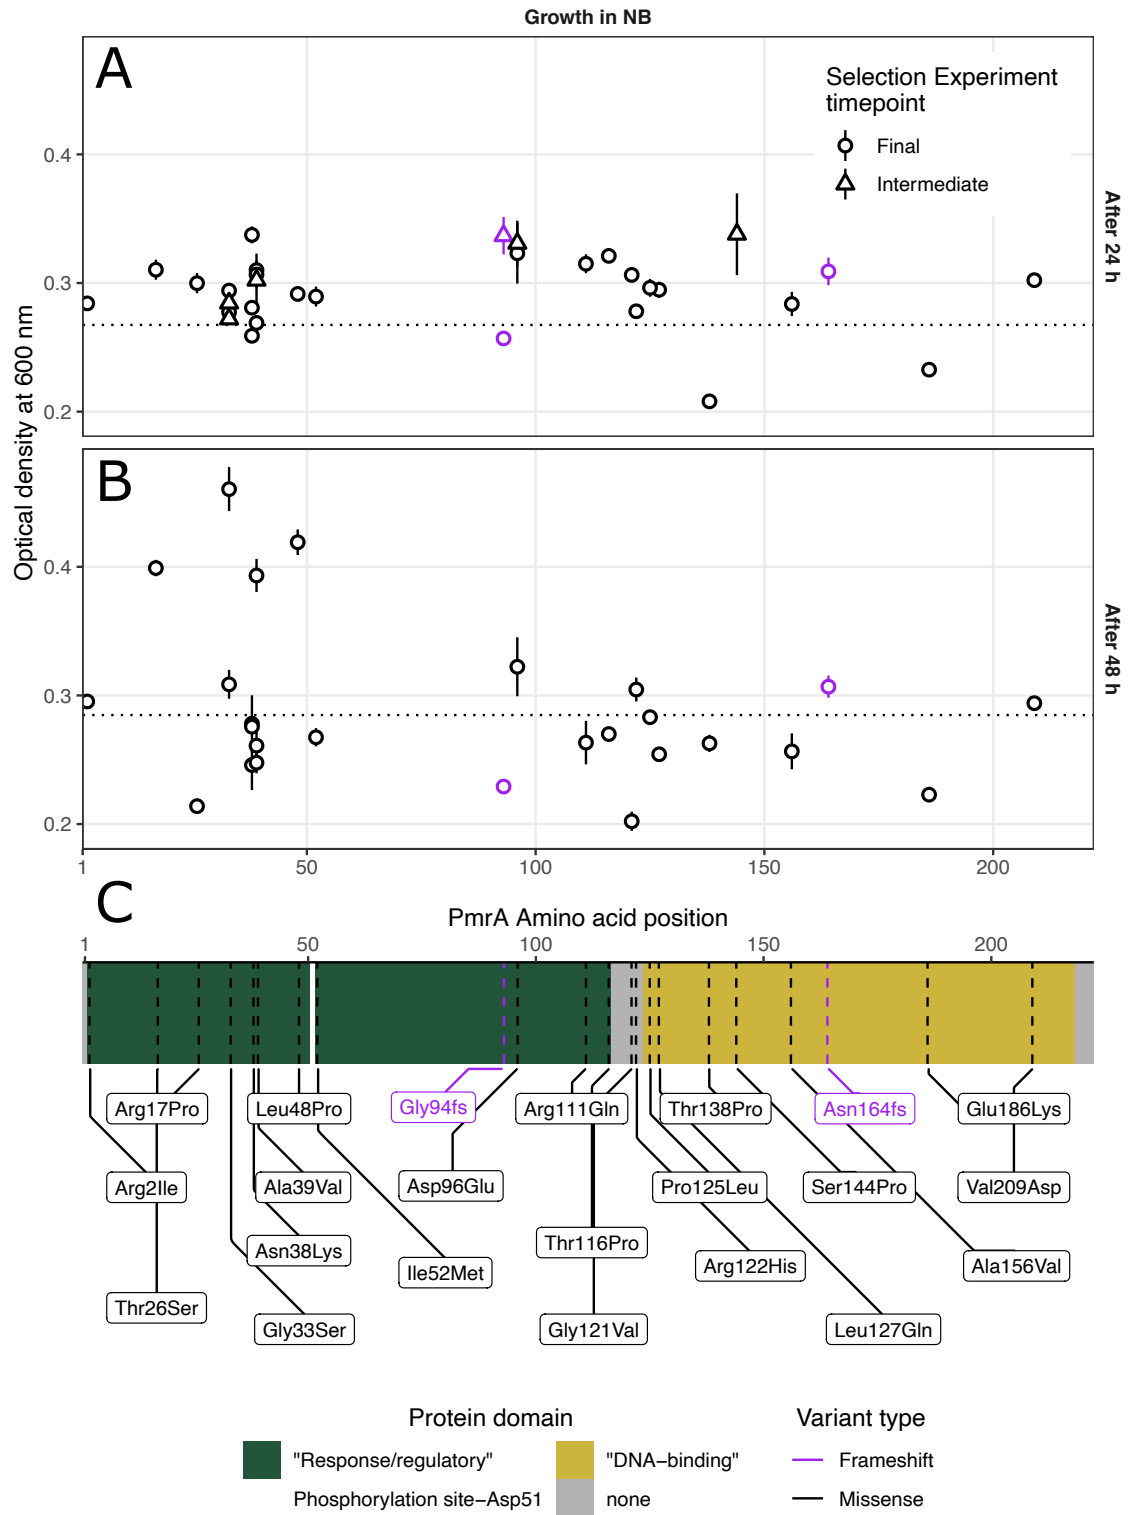 Growth in NB
A
Selection Experiment
timepoint
Final
Intermediate
0.4
0.3
0.2
After 24 h
Optical density at 600 nm
B
0.4
0.3
0.2
After 48 h
1 50 100 150 200
C
PmrA Amino acid position
1 50 100 150 200
Arg17Pro Leu48Pro Gly94fs Arg111Gln Thr138Pro Asn164fs Glu186Lys
Arg2Ile Ala39Val Asp96Glu Pro125Leu Ser144Pro Val209Asp
Asn38Lys Ile52Met Thr116Pro Arg122His Ala156Val
Thr26Ser Gly33Ser Gly121Val Leu127Gln
Protein domain Variant type
"Response/regulatory" "DNA−binding" Frameshift
Phosphorylation site−Asp51 none Missense